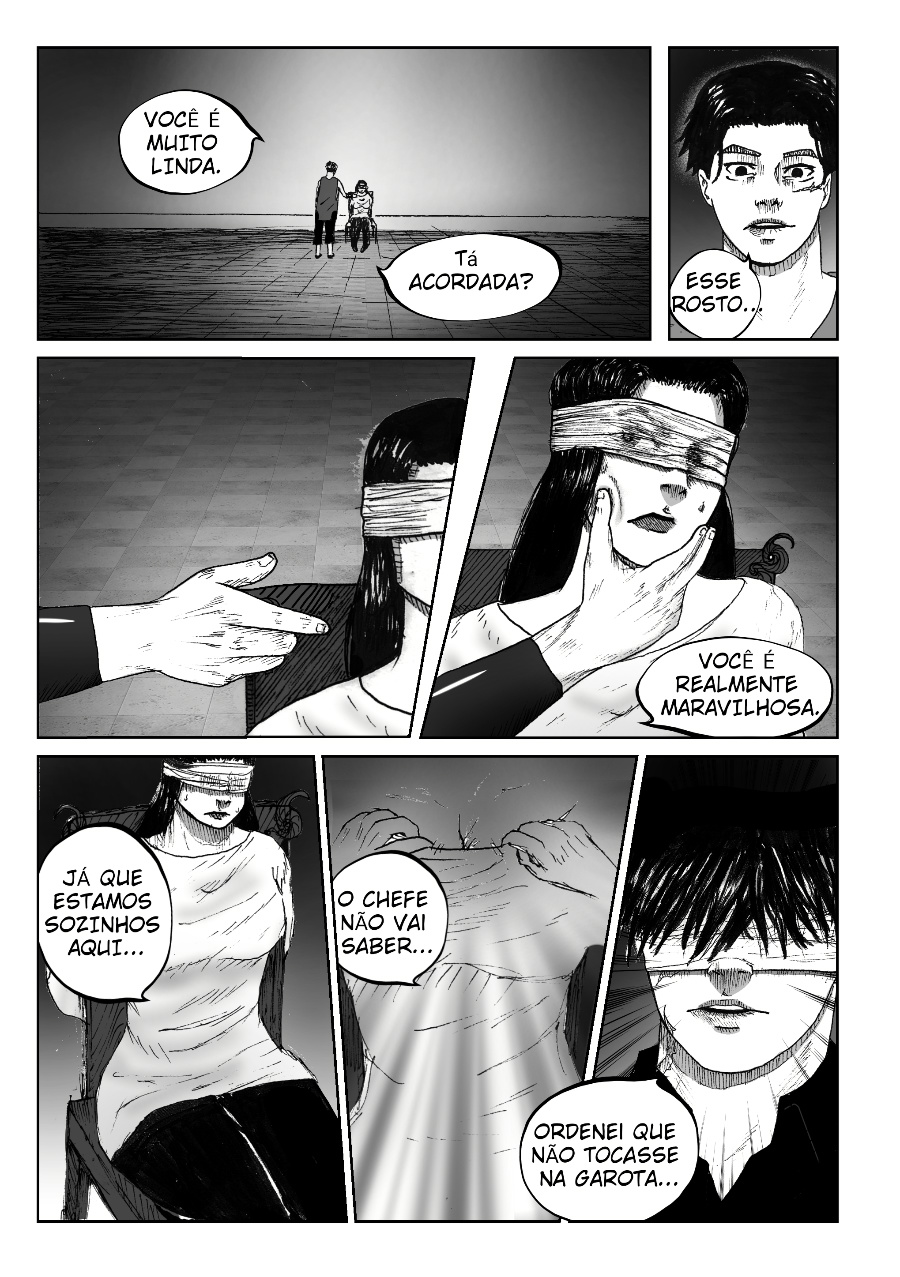 VOCÊ É
MUITO
LINDA.
TÁ
ACORDADA?
ESSE
ROSTO...
VOCÊ É
REALMENTE
MARAVILHOSA.
JÁ QUE
ESTAMOS
SOZINHOS
AQUI...
O CHEFE
NÃO VAI
SABER...
ORDENEI QUE
NÃO TOCASSE
NA GAROTA...